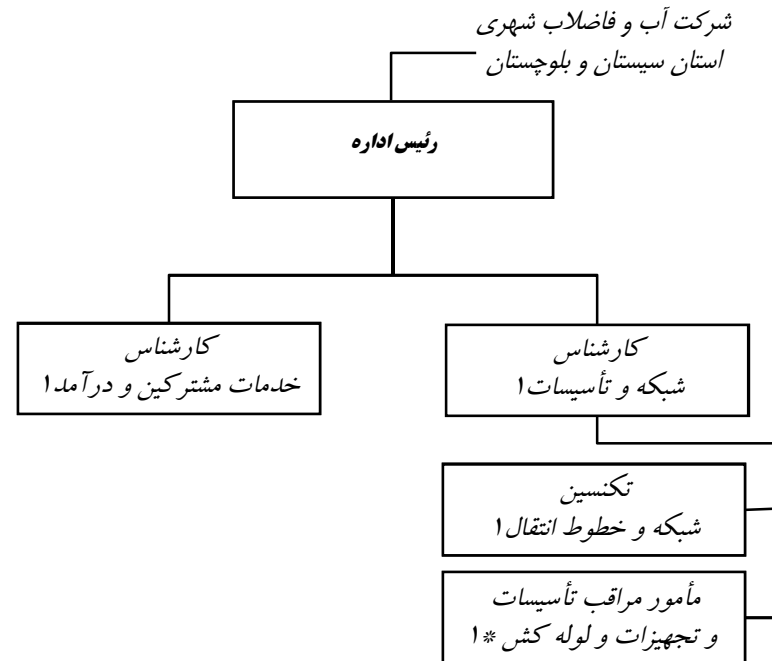 شرکت آب و فاضلاب شهری
استان سیستان و بلوچستان
رئیس اداره
کارشناس
شبکه و تأسیسات۱
کارشناس
خدمات مشترکین و درآمد۱
تکنسین
شبکه و خطوط انتقال۱
مأمور مراقب تأسیسات
و تجهیزات و لوله کش *۱